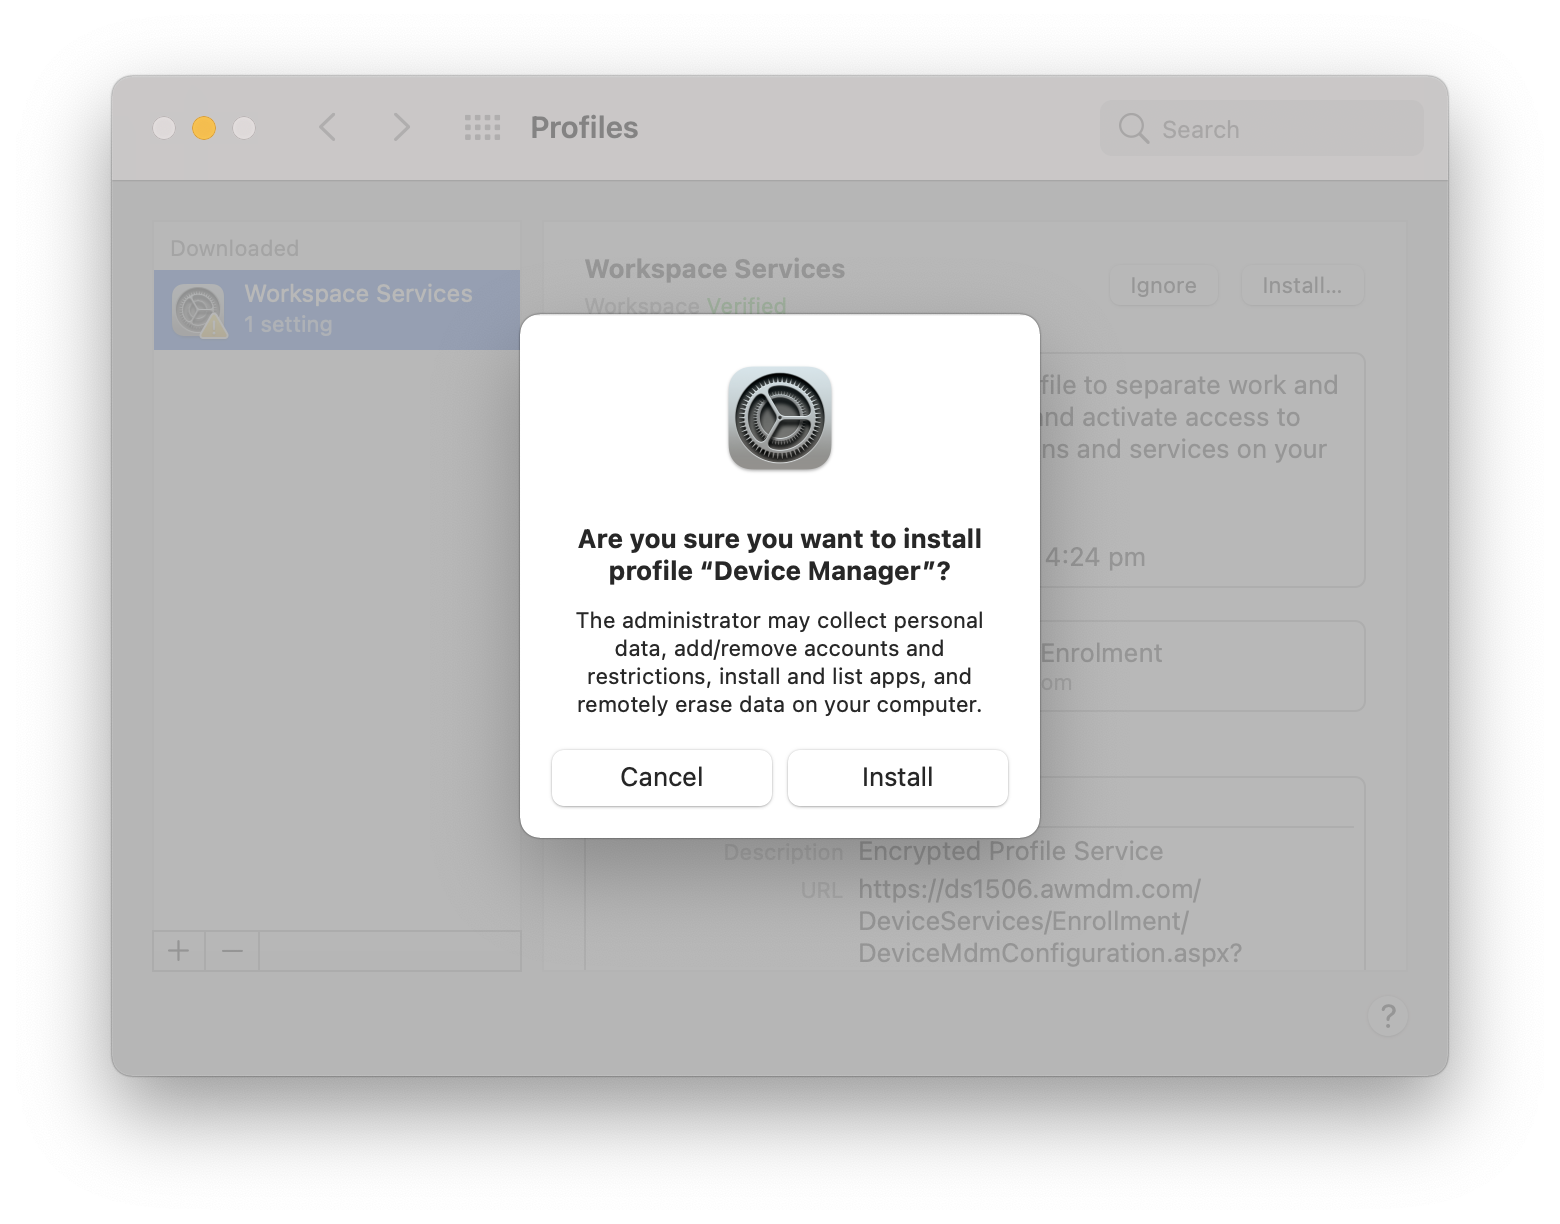 Profiles
Search
Downloaded
Workspace Services
1 setting
Workspace Services
Workspace Verified
Ignore
Install...
file to separate work and
and activate access to
ns and services on your
4:24 pm
Enrolment
om
Are you sure you want to install
profile “Device Manager”?
The administrator may collect personal
data, add/remove accounts and
restrictions, install and list apps, and
remotely erase data on your computer.
Cancel
Install
Description Encrypted Profile Service
URL https://ds1506.awmdm.com/
DeviceServices/Enrollment/
DeviceMdmConfiguration.aspx?
?